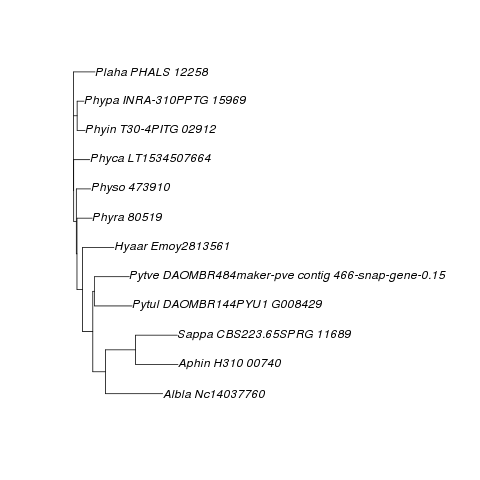 Plaha PHALS 12258
Phypa INRA-310PPTG 15969
Phyin T30-4PITG 02912
Phyca LT1534507664
Physo 473910
Phyra 80519
Hyaar Emoy2813561
Pytve DAOMBR484maker-pve contig 466-snap-gene-0.15
Pytul DAOMBR144PYU1 G008429
Sappa CBS223.65SPRG 11689
Aphin H310 00740
Albla Nc14037760